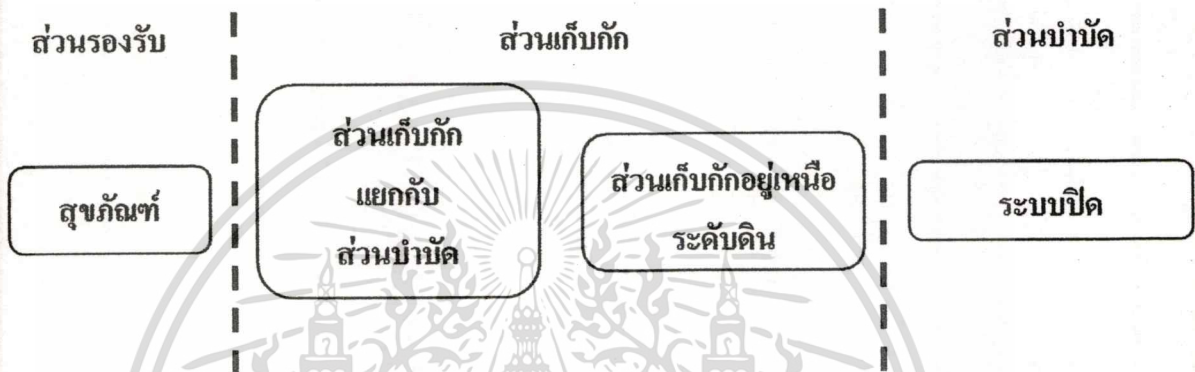 ส่วนรองรับ
ส่วนเก็บกัก
ส่วนบำบัด
สุขภัณฑ์
ส่วนเก็บกัก
แยกกับ
ส่วนบำบัด
ส่วนเก็บกักอยู่เหนือ
ระดับดิน
ระบบปิด